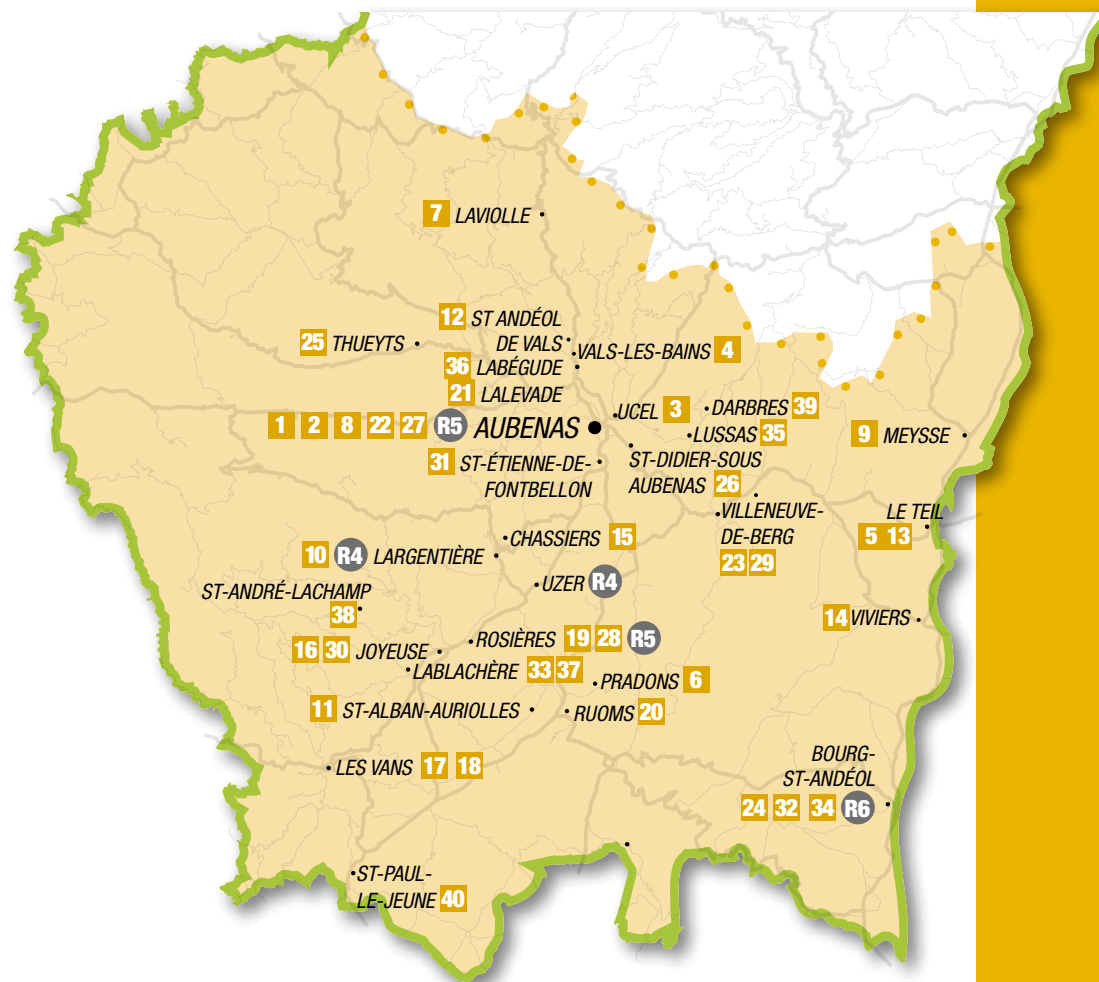 7 LAVIOLLE
12 ST ANDÉOL
DE VALS
25 THUEYTS
VALS-LES-BAINS 4
36 LABÉGUDE
21 LALEVADE
1 2 8 22 27 R5 AUBENAS
UCEL 3
DARBRES 39
LUSSAS 35
9 MEYSSE
31 ST-ÉTIENNE-DE-
FONTBELLON
ST-DIDIER-SOUS
AUBENAS 26
VILLENEUVE-
DE-BERG
23 29
LE TEIL
5 13
CHASSIERS 15
10 R4 LARGENTIÈRE
UZER R4
ST-ANDRÉ-LACHAMP
38
14 VIVIERS
ROSIÈRES 19 28 R5
16 30 JOYEUSE
LABLACHÈRE 33 37
PRADONS 6
11 ST-ALBAN-AURIOLLES
RUOMS 20
LES VANS 17 18
BOURG-
ST-ANDÉOL
24 32 34 R6
ST-PAUL-
LE-JEUNE 40